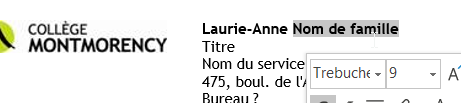 COLLÈGE
MONTMORENCY
Laurie-Anne Nom de famille
Titre
Nom du service
475, boul. de l'A
Bureau ?
Trebuche 9 A